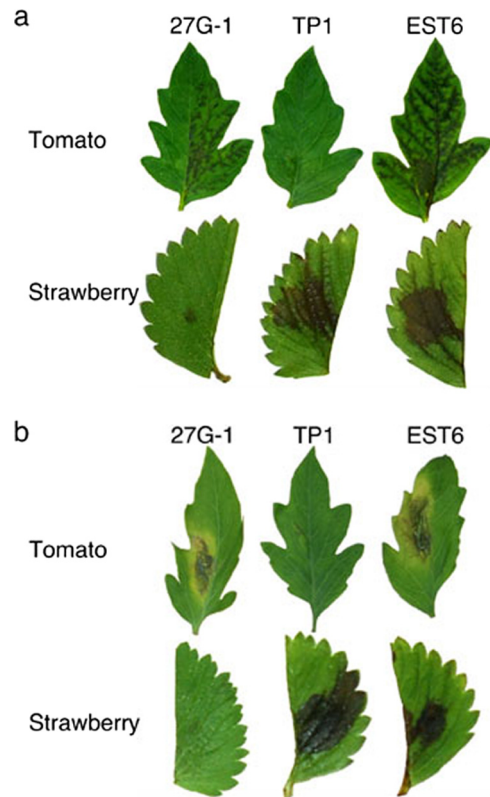 a
27G-1 TP1 EST6
Tomato
Strawberry
b
27G-1 TP1 EST6
Tomato
Strawberry